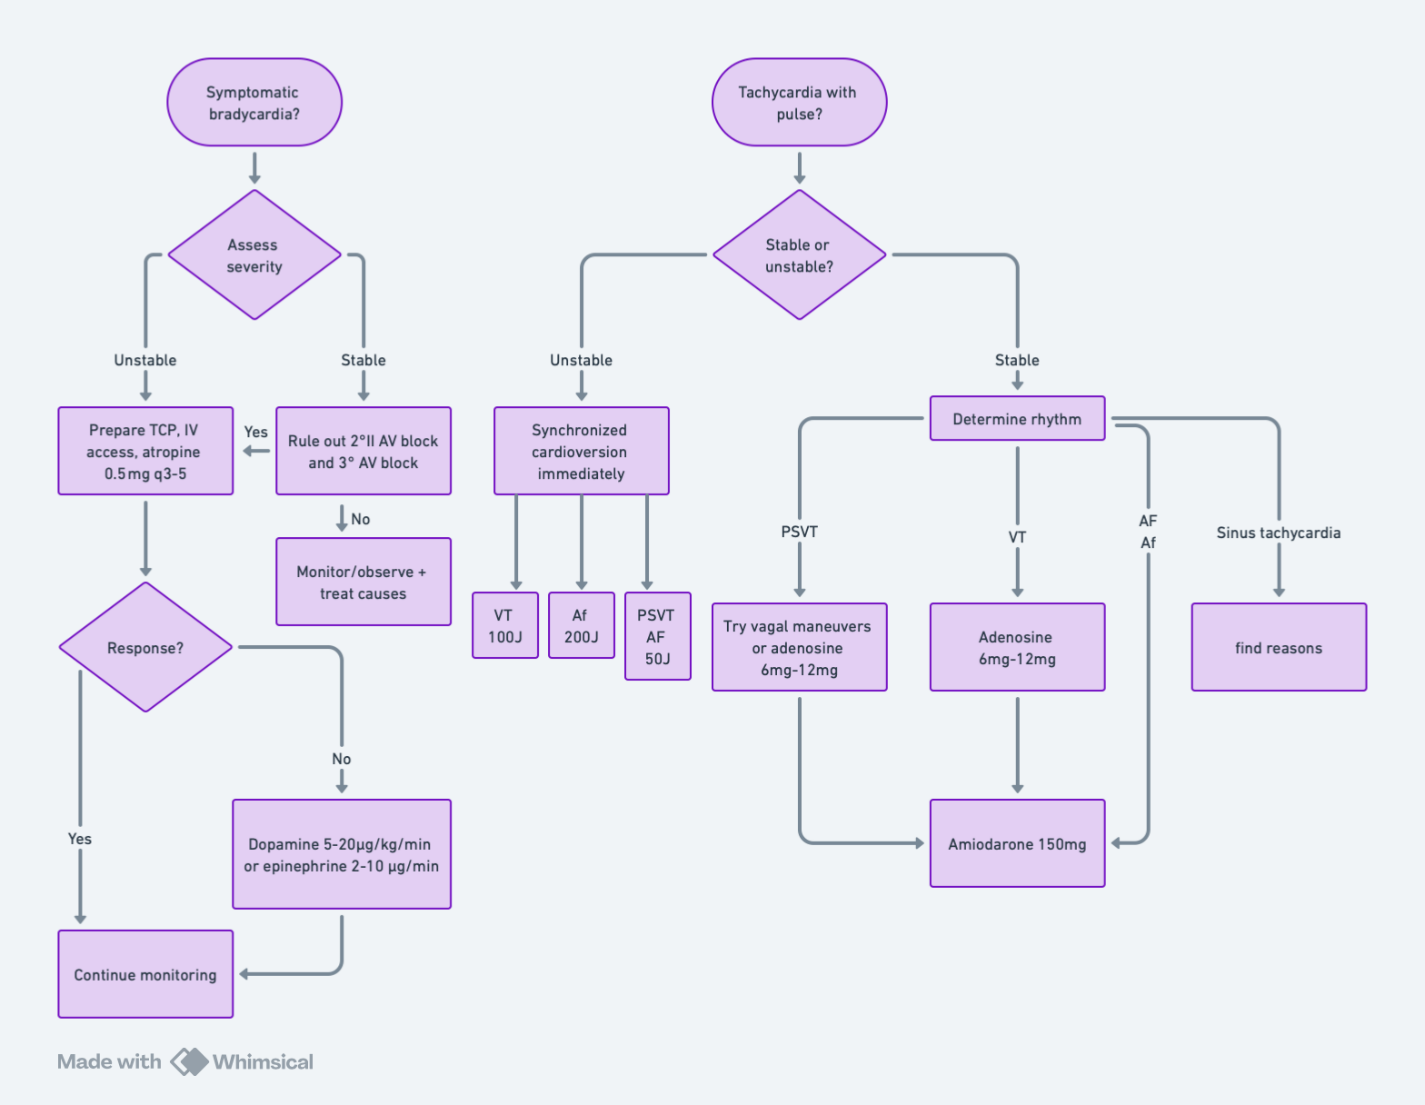 Symptomatic
bradycardia?
Assess
severity
Unstable
Stable
Prepare TCP, IV
access, atropine
0.5mg q3-5
Yes
Rule out 2°II AV block
and 3° AV block
No
Monitor/observe +
treat causes
Response?
No
Yes
Dopamine 5-20µg/kg/min
or epinephrine 2-10 µg/min
Continue monitoring
Tachycardia with
pulse?
Stable or
unstable?
Unstable
Stable
Synchronized
cardioversion
immediately
VT
100J
Af
200J
PSVT
AF
50J
Determine rhythm
PSVT
VT
AF
Af
Sinus tachycardia
Try vagal maneuvers
or adenosine
6mg-12mg
Adenosine
6mg-12mg
find reasons
Amiodarone 150mg
Made with Whimsical